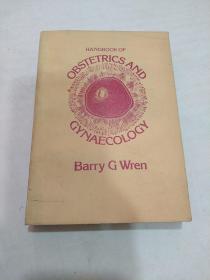 HANDBOOK OF
OBSTETRICS AND
GYNAECOLOGY
Barry G Wren